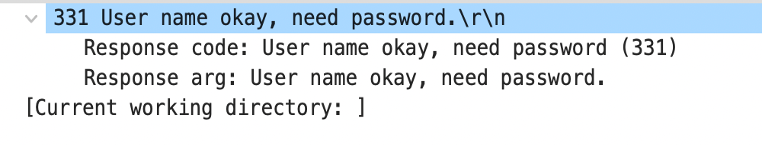 331 User name okay, need password.\r\n
Response code: User name okay, need password (331)
Response arg: User name okay, need password.
[Current working directory: ]